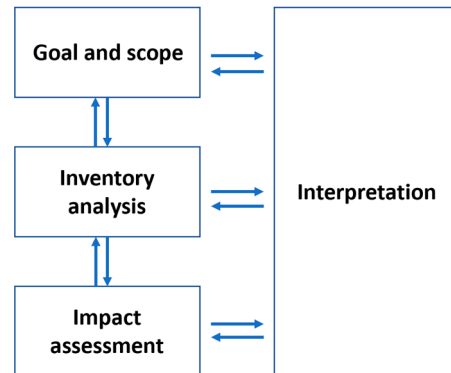 Goal and scope
Inventory
analysis
Interpretation
Impact
assessment